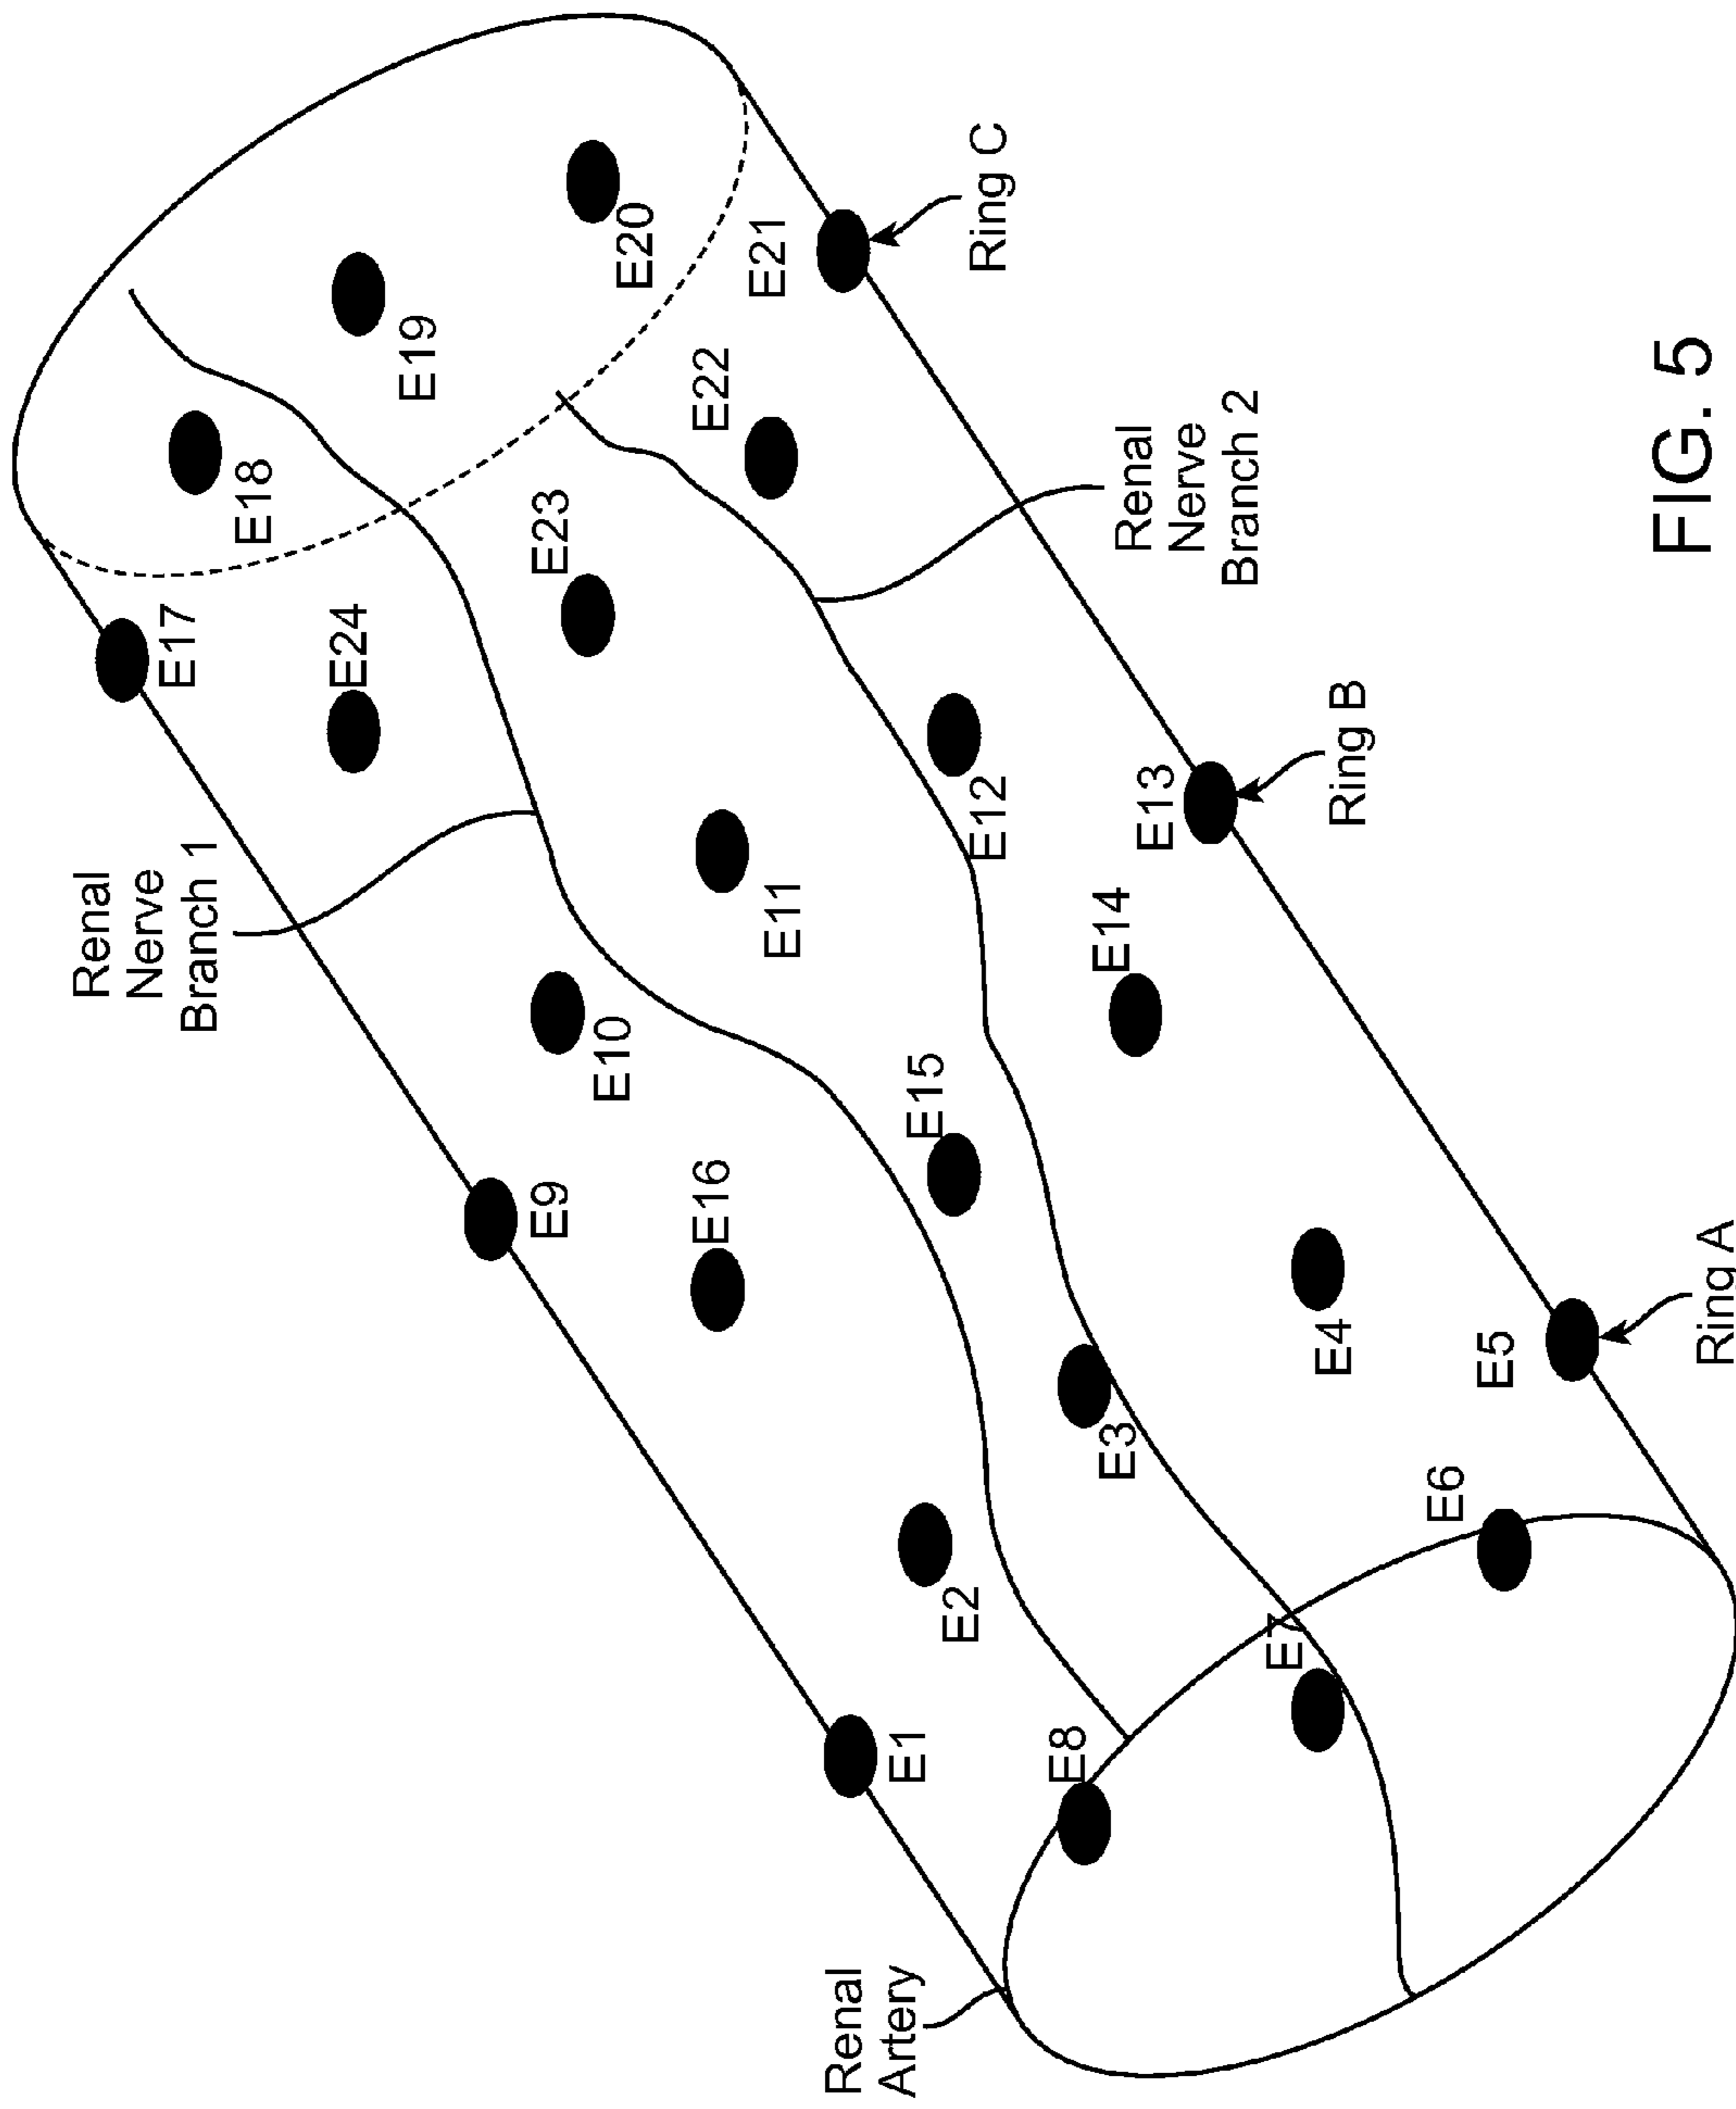 Renal
Artery
Renal
Nerve
Branch 1
Renal
Nerve
Branch 2
E1
E2
E3
E4
E5
E6
E7
E8
Ring A
E9
E10
E11
E12
E13
E14
E15
E16
Ring B
E17
E18
E19
E20
E21
E22
E23
E24
Ring C
FIG. 5